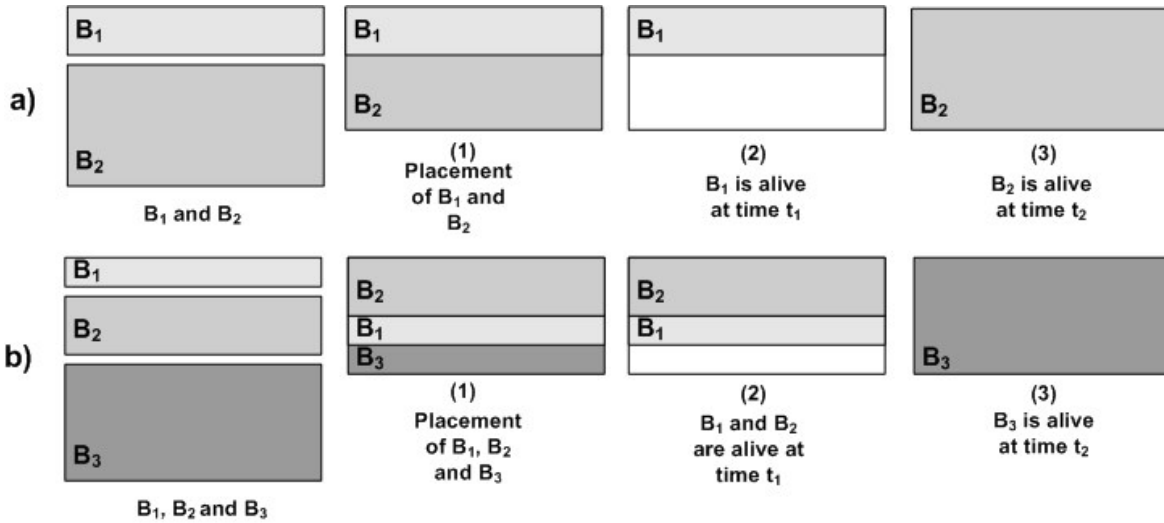 a)
B₁
B₂
B₁ and B₂
B₁
B₂
(1)
Placement
of B₁ and
B₂
B₁
(2)
B₁ is alive
at time t₁
B₂
(3)
B₂ is alive
at time t₂
b)
B₁
B₂
B₃
B₁, B₂ and B₃
B₂
B₁
B₃
(1)
Placement
of B₁, B₂
and B₃
B₂
B₁
(2)
B₁ and B₂
are alive at
time t₁
B₃
(3)
B₃ is alive
at time t₂